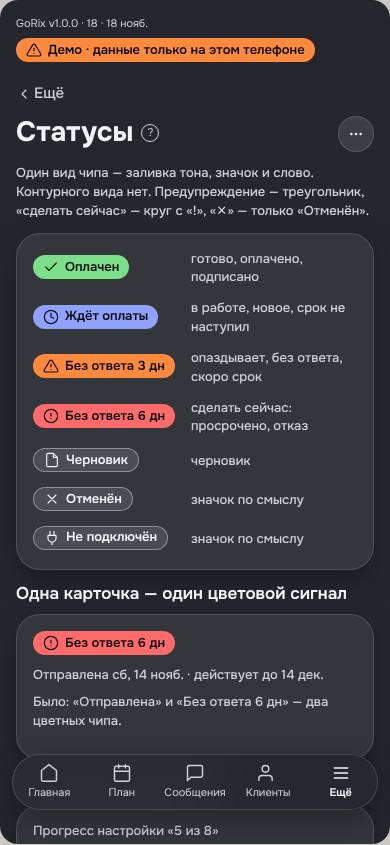 GoRix v1.0.0 · 18 · 18 нояб.
Демо · данные только на этом телефоне
Ещё
Статусы ?
Один вид чипа — заливка тона, значок и слово.
Контурного вида нет. Предупреждение — треугольник,
«сделать сейчас» — круг с «!», «×» — только «Отменён».
Оплачен
готово, оплачено,
подписано
Ждёт оплаты
в работе, новое, срок не
наступил
Без ответа 3 дн
опаздывает, без ответа,
скоро срок
Без ответа 6 дн
сделать сейчас:
просрочено, отказ
Черновик
черновик
Отменён
значок по смыслу
Не подключён
значок по смыслу
Одна карточка — один цветовой сигнал
Без ответа 6 дн
Отправлена сб, 14 нояб. · действует до 14 дек.
Было: «Отправлена» и «Без ответа 6 дн» — два
цветных чипа.
Главная
План
Сообщения
Клиенты
Ещё
Прогресс настройки «5 из 8»